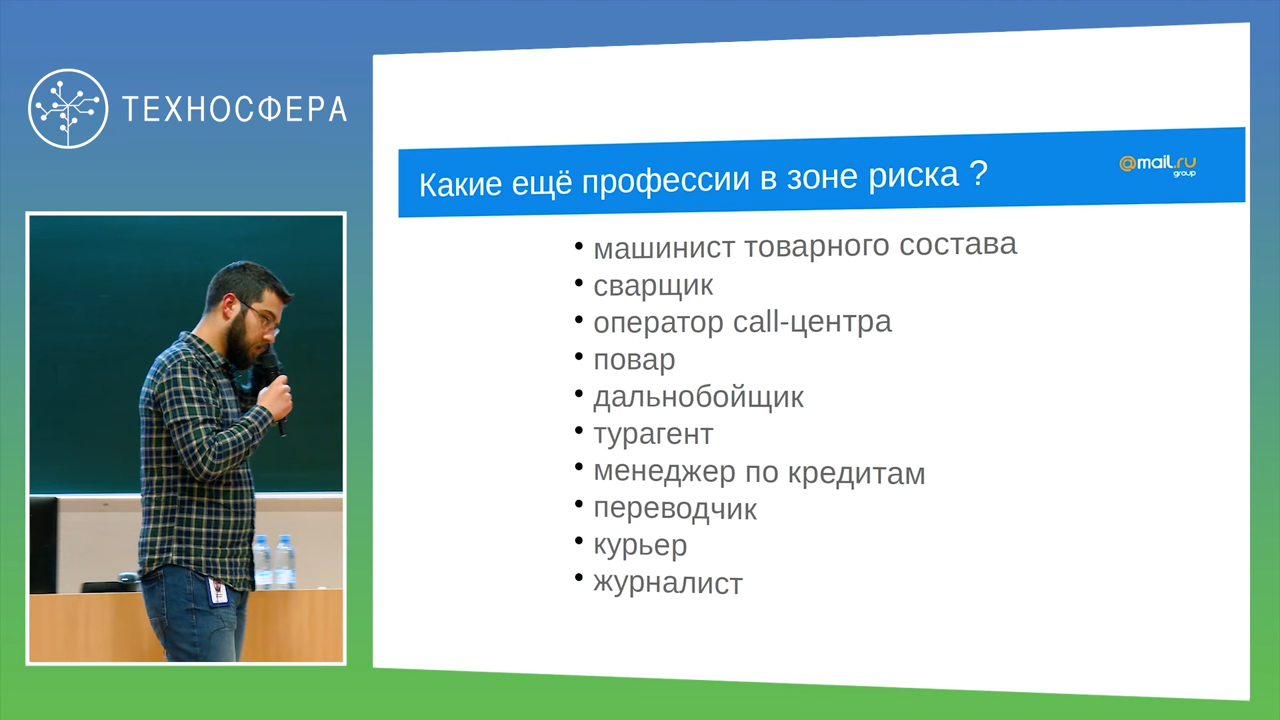 ТЕХНОСФЕРА
Какие ещё профессии в зоне риска ?
@mail.ru
group
• машинист товарного состава
• сварщик
• оператор call-центра
• повар
• дальнобойщик
• турагент
• менеджер по кредитам
• переводчик
• курьер
• журналист